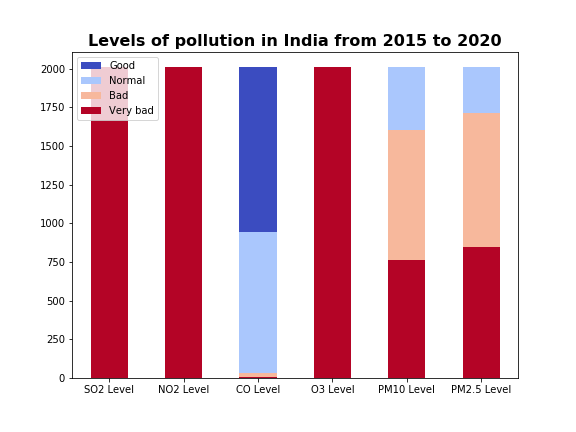 Levels of pollution in India from 2015 to 2020
Good
Normal
Bad
Very bad
2000
1750
1500
1250
1000
750
500
250
0
SO2 Level NO2 Level CO Level O3 Level PM10 Level PM2.5 Level